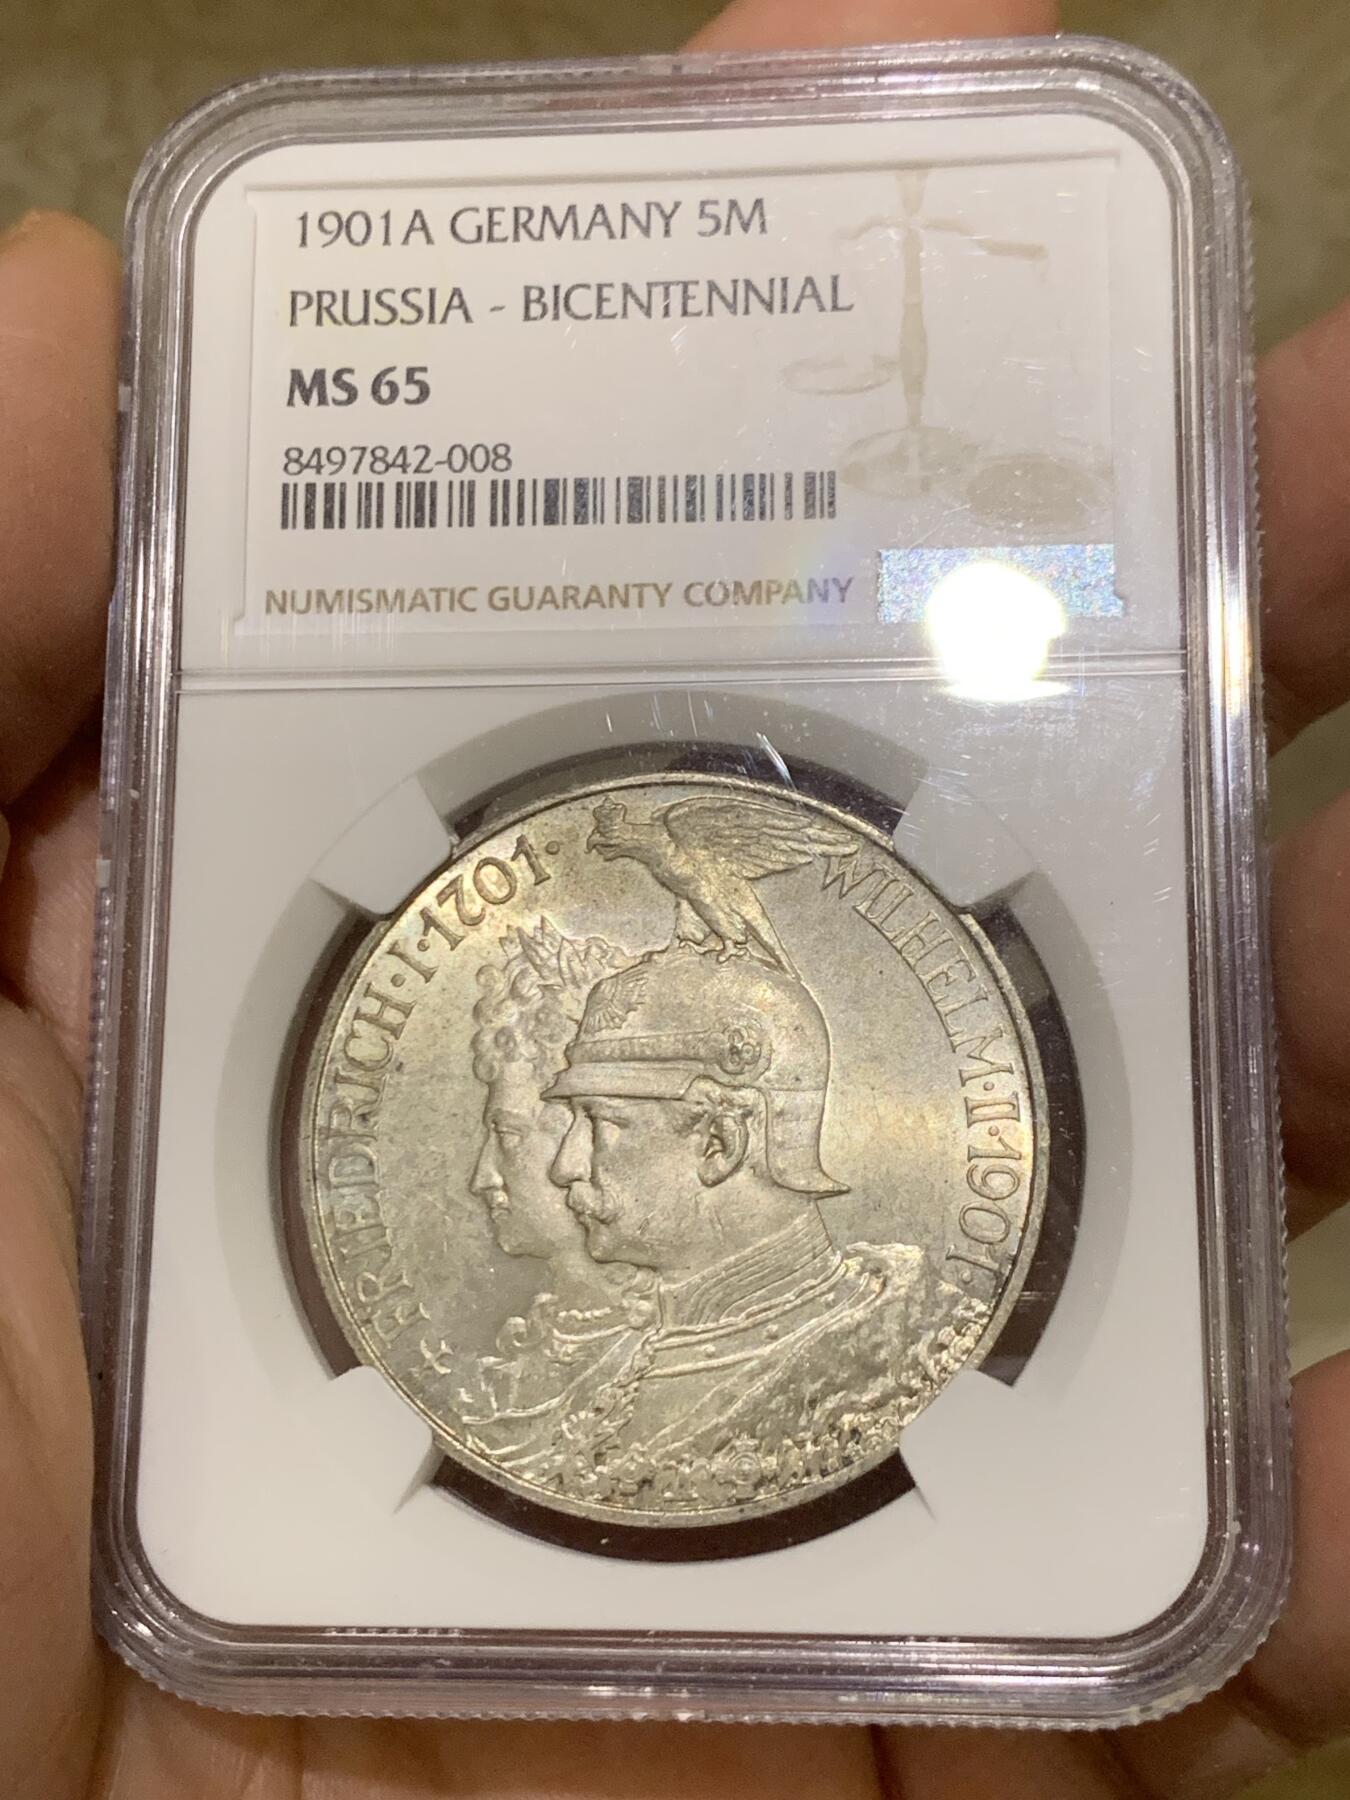 1901A GERMANY 5M
PRUSSIA - BICENTENNIAL
MS 65
8497842-008
NUMISMATIC GUARANTY COMPANY
FRIEDRICH·I·1701·
WILHELM·II·1901·